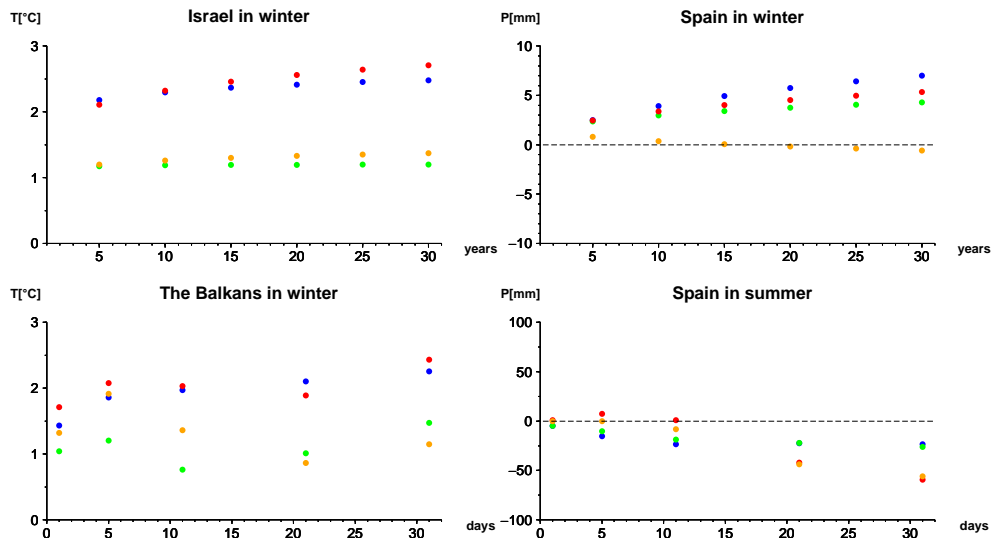 T[°C] Israel in winter
3
2
1
0
5 10 15 20 25 30 years
P[mm] Spain in winter
10
5
0
−5
−10
5 10 15 20 25 30 years
T[°C] The Balkans in winter
3
2
1
0
0 5 10 15 20 25 30 days
P[mm] Spain in summer
100
50
0
−50
−100
0 5 10 15 20 25 30 days